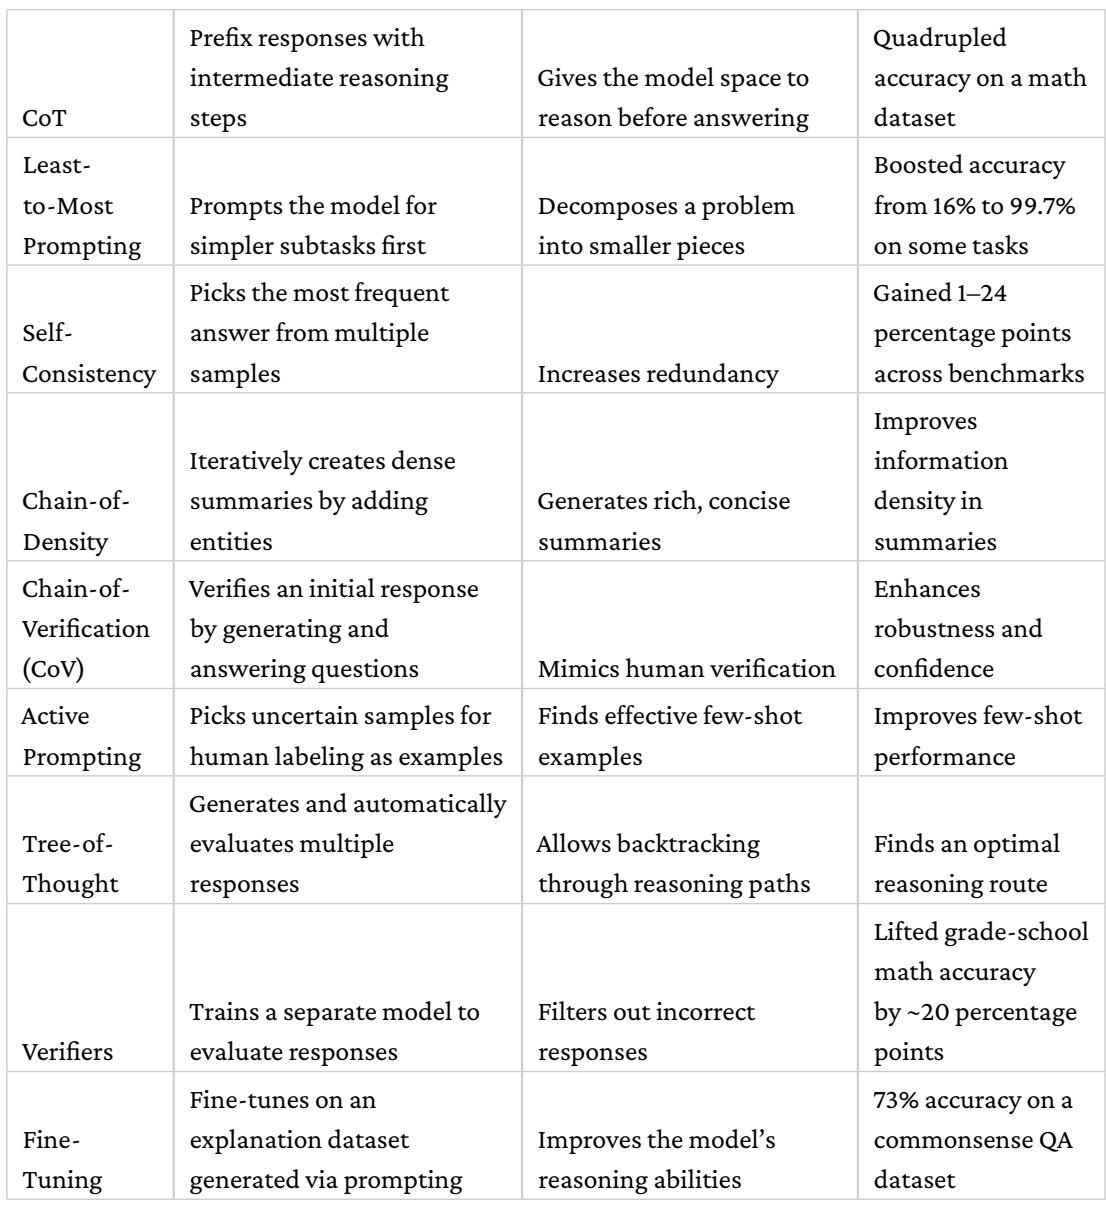 CoT
Prefix responses with
intermediate reasoning
steps
Gives the model space to
reason before answering
Quadrupled
accuracy on a math
dataset
Least-
to-Most
Prompting
Prompts the model for
simpler subtasks first
Decomposes a problem
into smaller pieces
Boosted accuracy
from 16% to 99.7%
on some tasks
Self-
Consistency
Picks the most frequent
answer from multiple
samples
Increases redundancy
Gained 1–24
percentage points
across benchmarks
Chain-of-
Density
Iteratively creates dense
summaries by adding
entities
Generates rich, concise
summaries
Improves
information
density in
summaries
Chain-of-
Verification
(CoV)
Verifies an initial response
by generating and
answering questions
Mimics human verification
Enhances
robustness and
confidence
Active
Prompting
Picks uncertain samples for
human labeling as examples
Finds effective few-shot
examples
Improves few-shot
performance
Tree-of-
Thought
Generates and automatically
evaluates multiple
responses
Allows backtracking
through reasoning paths
Finds an optimal
reasoning route
Verifiers
Trains a separate model to
evaluate responses
Filters out incorrect
responses
Lifted grade-school
math accuracy
by ~20 percentage
points
Fine-
Tuning
Fine-tunes on an
explanation dataset
generated via prompting
Improves the model’s
reasoning abilities
73% accuracy on a
commonsense QA
dataset